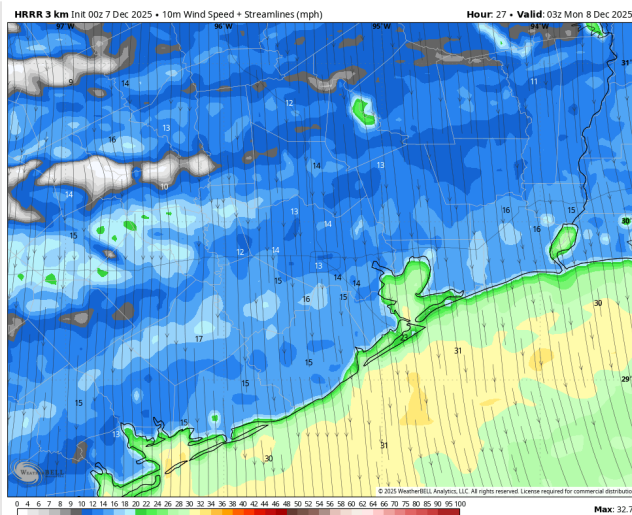 HRRR 3 km Init 00z 7 Dec 2025 • 10m Wind Speed + Streamlines (mph)
Hour: 27 • Valid: 03z Mon 8 Dec 2025
97°W 96°W 95°W 94°W
31°
9 14 11
12
13
16
14 13
10
14
13 16 15
14 16 30°
15
12 14
13
15 14 14
16 15 30
23
17 31
15
29°
15
15
15
13
31
30
WEATHERBELL
© 2025 WeatherBELL Analytics, LLC. All rights reserved. License required for commercial distributio
0 4 6 8 9 10 12 14 16 18 20 22 24 26 28 30 32 34 36 38 40 42 44 46 48 50 52 54 56 58 60 62 64 66 68 70 75 80 85 90 95 100
Max: 32.7